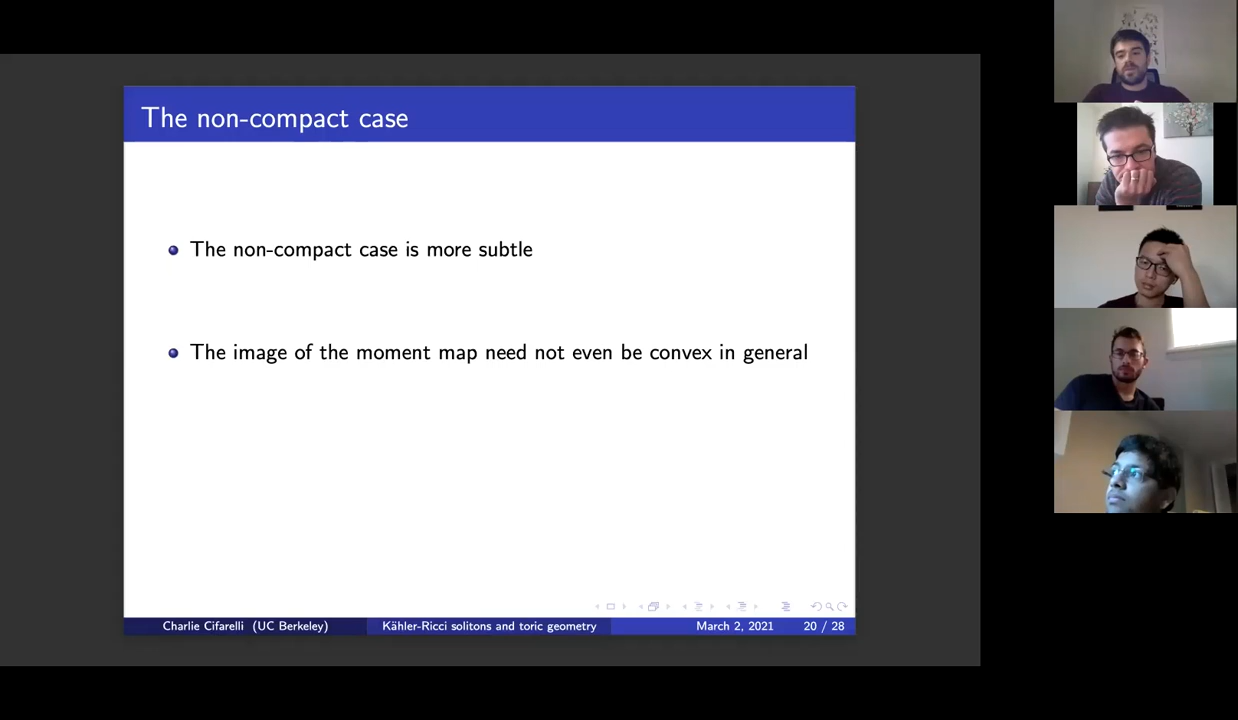 The non-compact case
The non-compact case is more subtle
The image of the moment map need not even be convex in general
Charlie Cifarelli (UC Berkeley) Kähler-Ricci solitons and toric geometry March 2, 2021 20 / 28